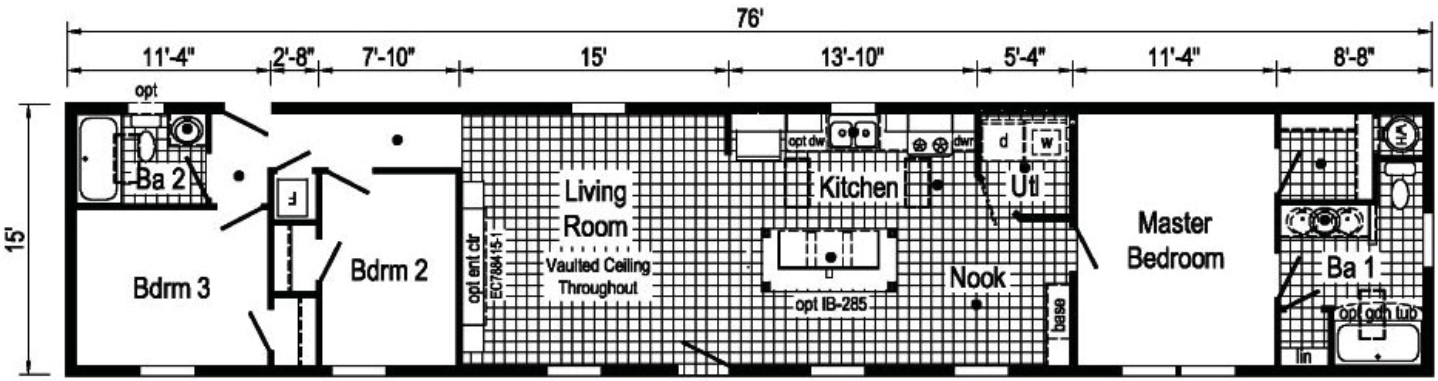 76'
11'-4"
2'-8"
7'-10"
15'
13'-10"
5'-4"
11'-4"
8'-8"
opt
15'
Ba 2
F
Bdrm 3
Bdrm 2
opt ent ctr
EC788415-1
Living
Room
Vaulted Ceiling
Throughout
opt dw
dwr
Kitchen
opt IB-285
Nook
d
w
Utl
base
Master
Bedroom
WH
Ba 1
opt gdn tub
lin